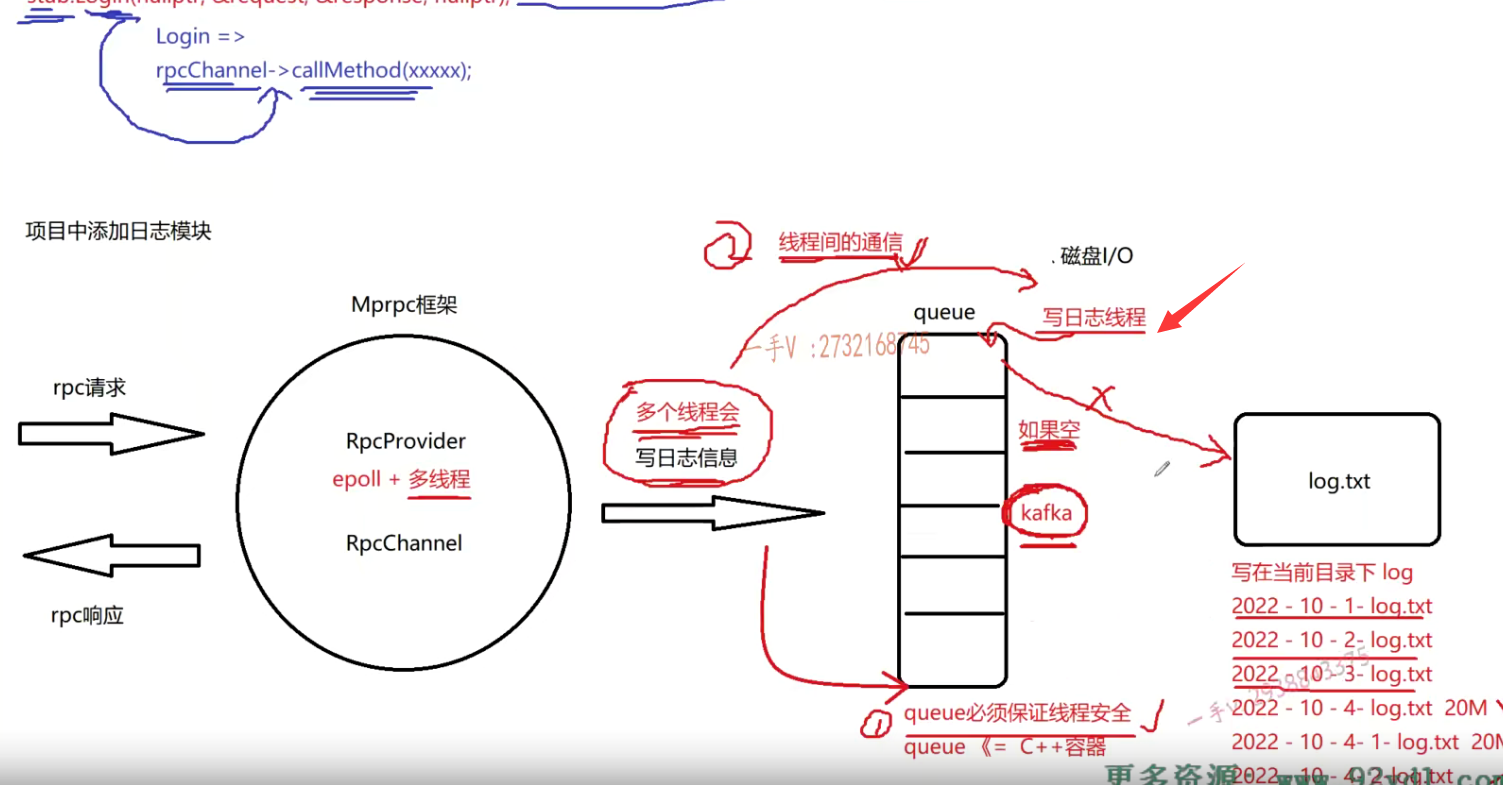 stub.Login(nullptr, &request, &response, nullptr);
Login =>
rpcChannel->callMethod(xxxxx);
项目中添加日志模块
② 线程间的通信
.磁盘I/O
Mprpc框架
queue
写日志线程
一手V :2732168745
rpc请求
多个线程会
写日志信息
如果空
RpcProvider
epoll + 多线程
kafka
log.txt
RpcChannel
写在当前目录下 log
2022 - 10 - 1- log.txt
rpc响应
2022 - 10 - 2- log.txt
2022 - 10 - 3- log.txt
① queue必须保证线程安全
2022 - 10 - 4- log.txt 20M
queue 《= C++容器
2022 - 10 - 4- 1- log.txt 20M
更多资源:
2022 - 10 - 4- 2- log.txt